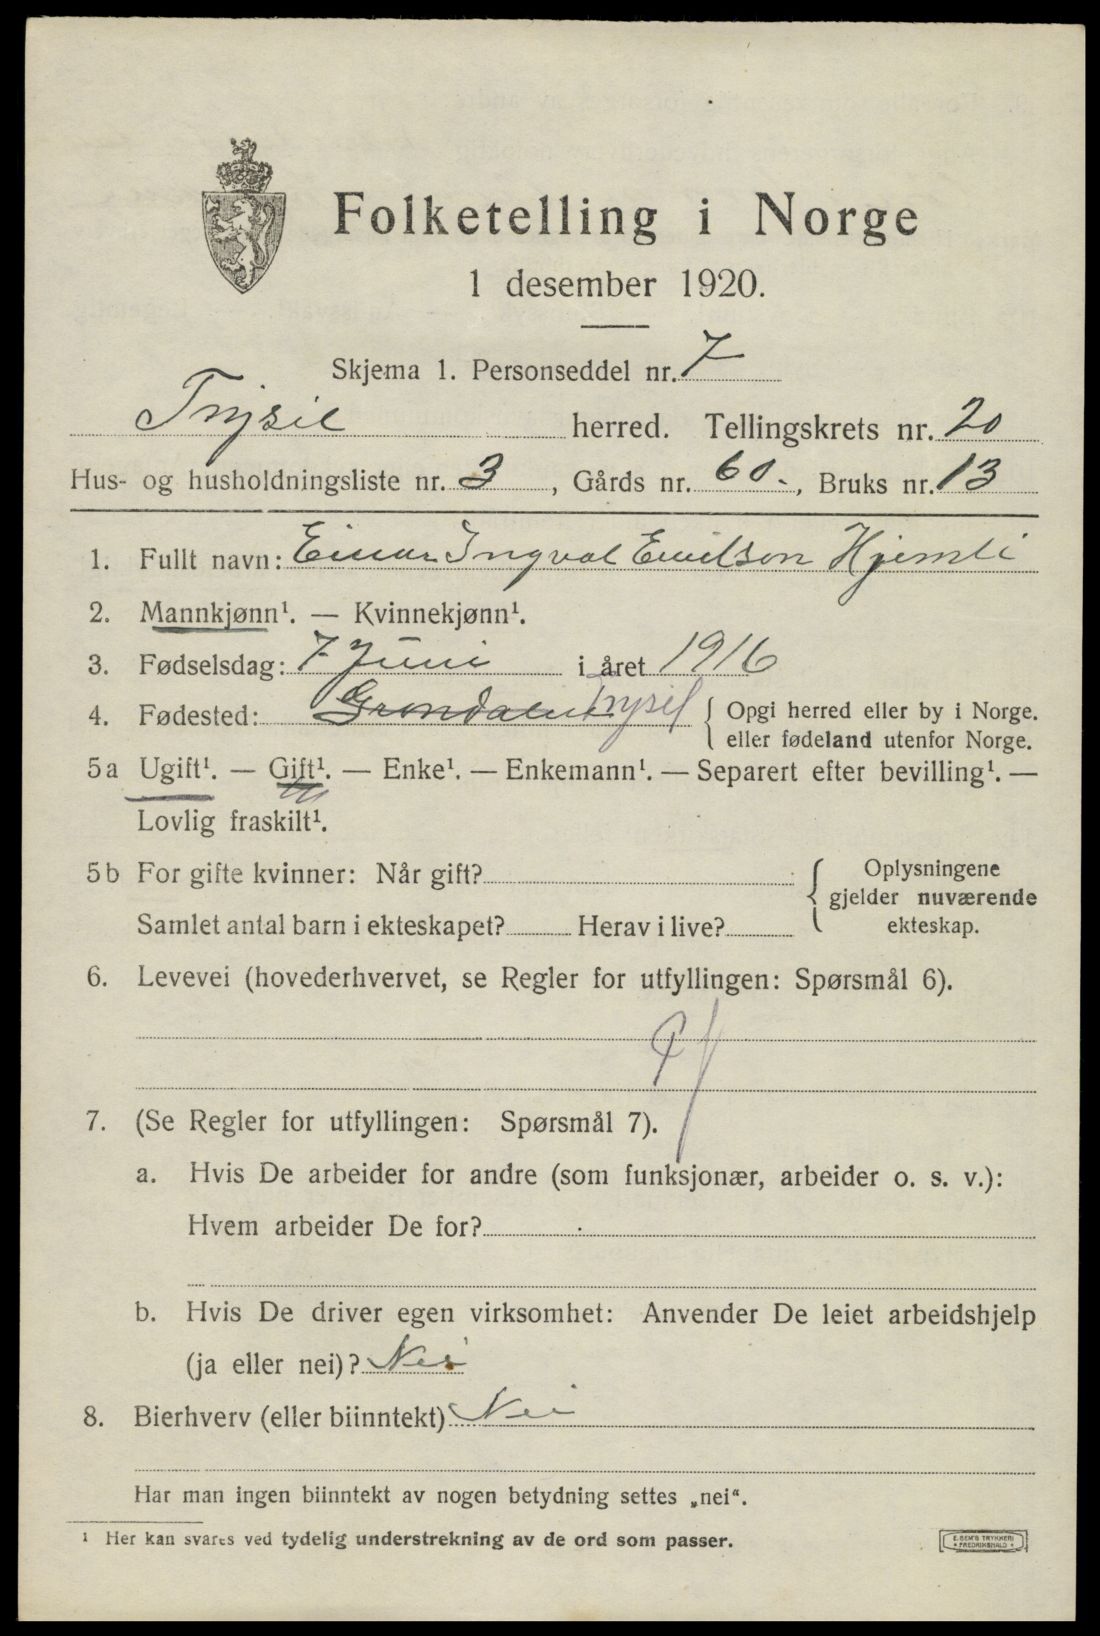 Folketelling i Norge
1 desember 1920.
Skjema 1. Personseddel nr. 7
Trysil herred. Tellingskrets nr. 20
Hus- og husholdningsliste nr. 3, Gårds nr. 60., Bruks nr. 13
1. Fullt navn: Einar Ingval Emilson Hjemli
2. Mannkjønn¹. — Kvinnekjønn¹.
3. Fødselsdag: 7 Juni i året 1916
4. Fødested: Trysil { Opgi herred eller by i Norge.
eller fødeland utenfor Norge.
5a Ugift¹. — Gift¹. — Enke¹. — Enkemann¹. — Separert efter bevilling¹. —
Lovlig fraskilt¹.
5b For gifte kvinner: Når gift? { Oplysningene
gjelder nuværende
Samlet antal barn i ekteskapet? Herav i live? ekteskap.
6. Levevei (hovederhvervet, se Regler for utfyllingen: Spørsmål 6).
7. (Se Regler for utfyllingen: Spørsmål 7).
a. Hvis De arbeider for andre (som funksjonær, arbeider o. s. v.):
Hvem arbeider De for?
b. Hvis De driver egen virksomhet: Anvender De leiet arbeidshjelp
(ja eller nei)? Nei
8. Bierhverv (eller biinntekt) Nei
Har man ingen biinntekt av nogen betydning settes „nei“.
¹ Her kan svares ved tydelig understrekning av de ord som passer.
E. SEM'S TRYKKERI
FREDRIKSHALD